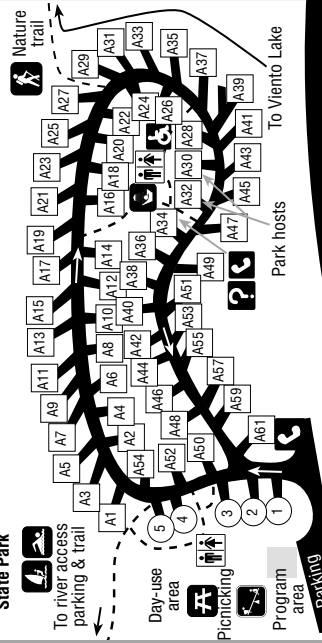 Nature
trail
To Viento Lake
A33
A35
A31
A37
A29
A39
A27
A24
A26
A22
A28
A41
A25
A20
A43
A23
A18
A30
A45
A21
A16
A32
A47
A34
A19
A36
A49
Park hosts
?
A17
A14
A38
A51
A12
A15
A10
A40
A53
A13
A8
A42
A55
A11
A6
A44
A57
A9
A4
A46
A59
A7
A2
A48
A61
A5
A54
A52
A50
A3
A1
5
4
3
2
1
State Park
To river access
parking & trail
Day-use
area
Picnicking
Program
area
Parking